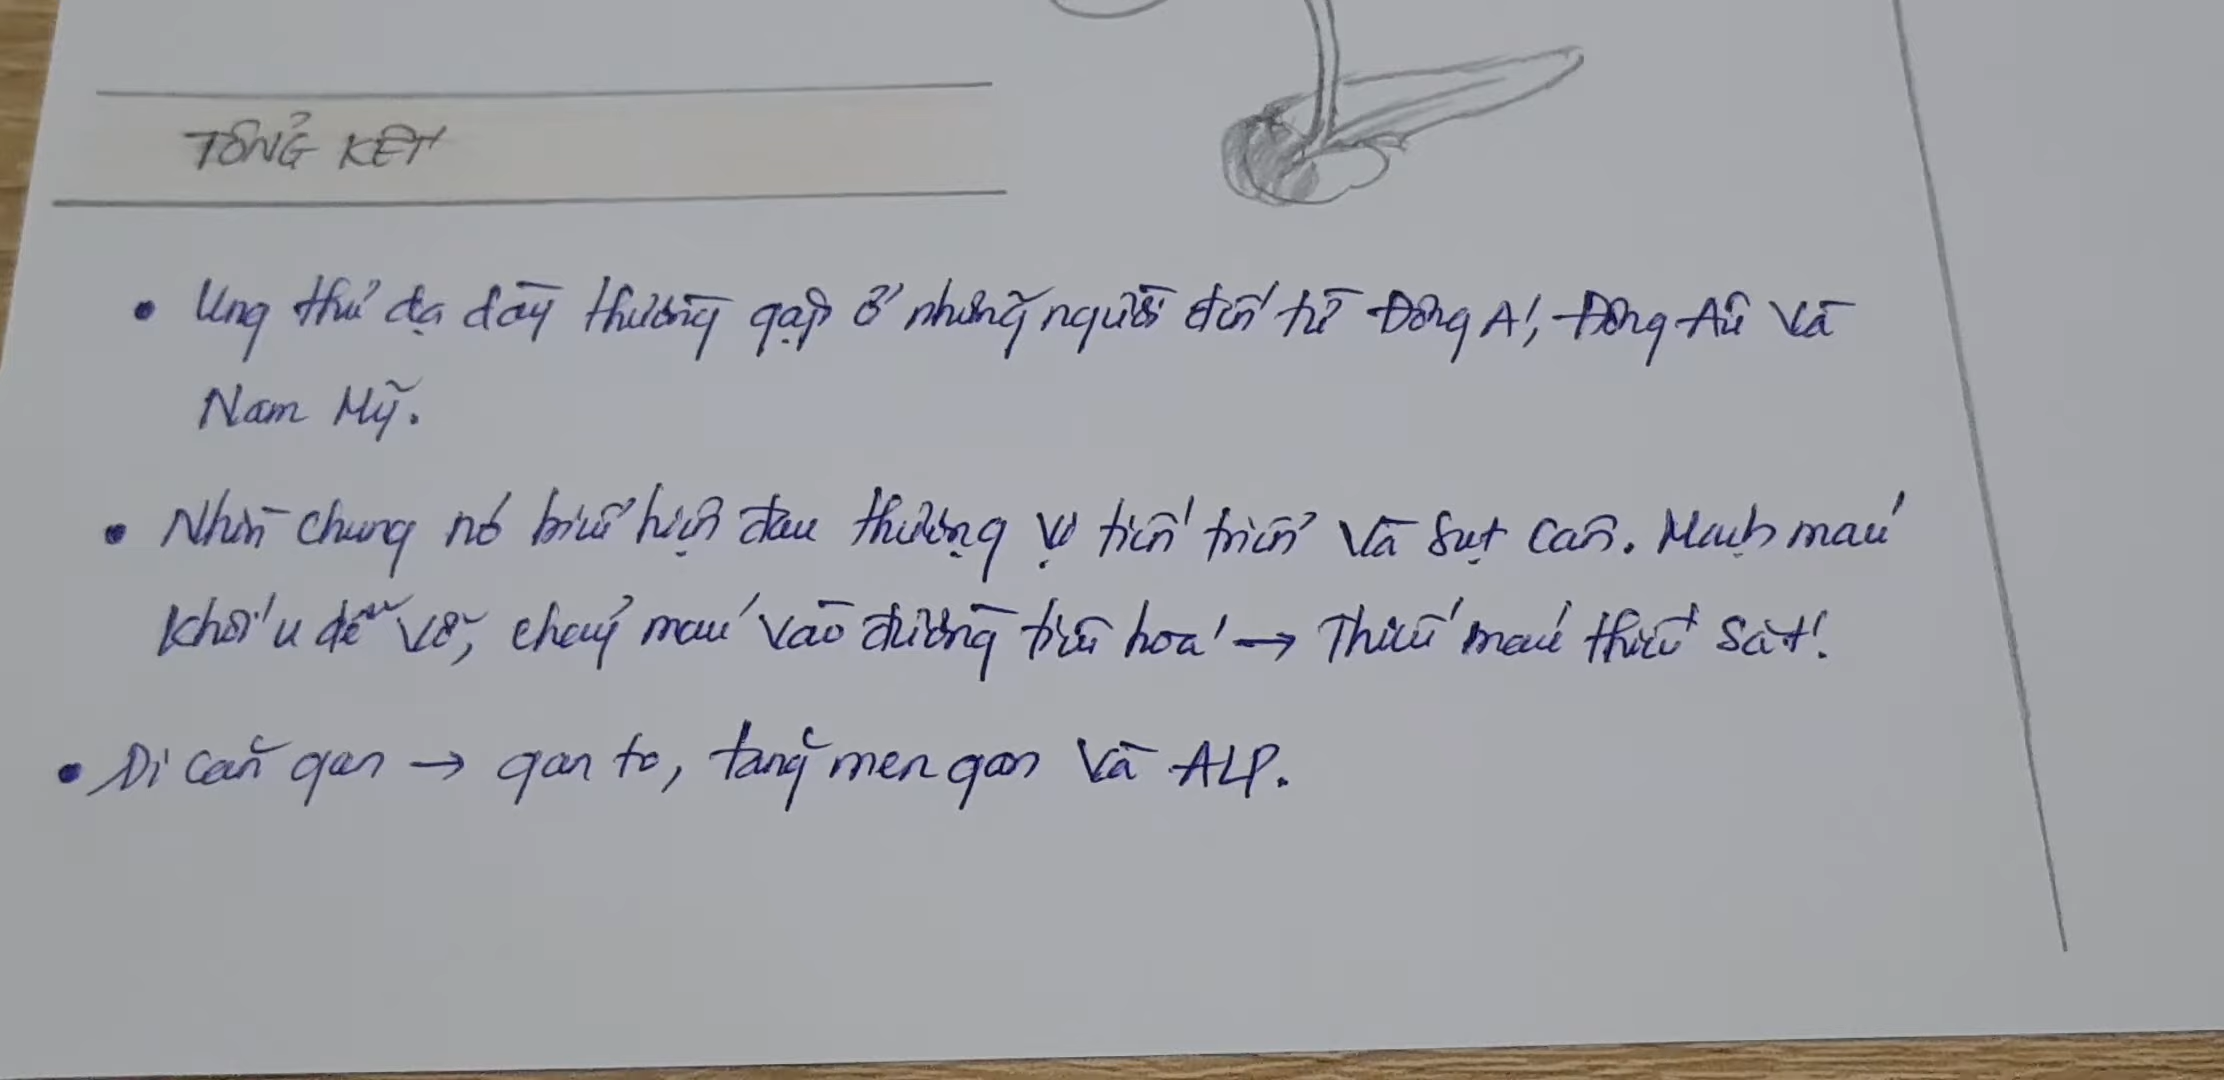 TỔNG KẾT
• Ung thư dạ dày thường gặp ở những người đến từ Đông Á, Đông Âu và
Nam Mỹ.
• Nhìn chung nó biểu hiện đau thượng vị tiến triển và sụt cân. Mạch máu
khối u dễ vỡ, chảy máu vào đường tiêu hoá → Thiếu máu thiếu sắt!
• Di căn gan → gan to, tăng men gan và ALP.